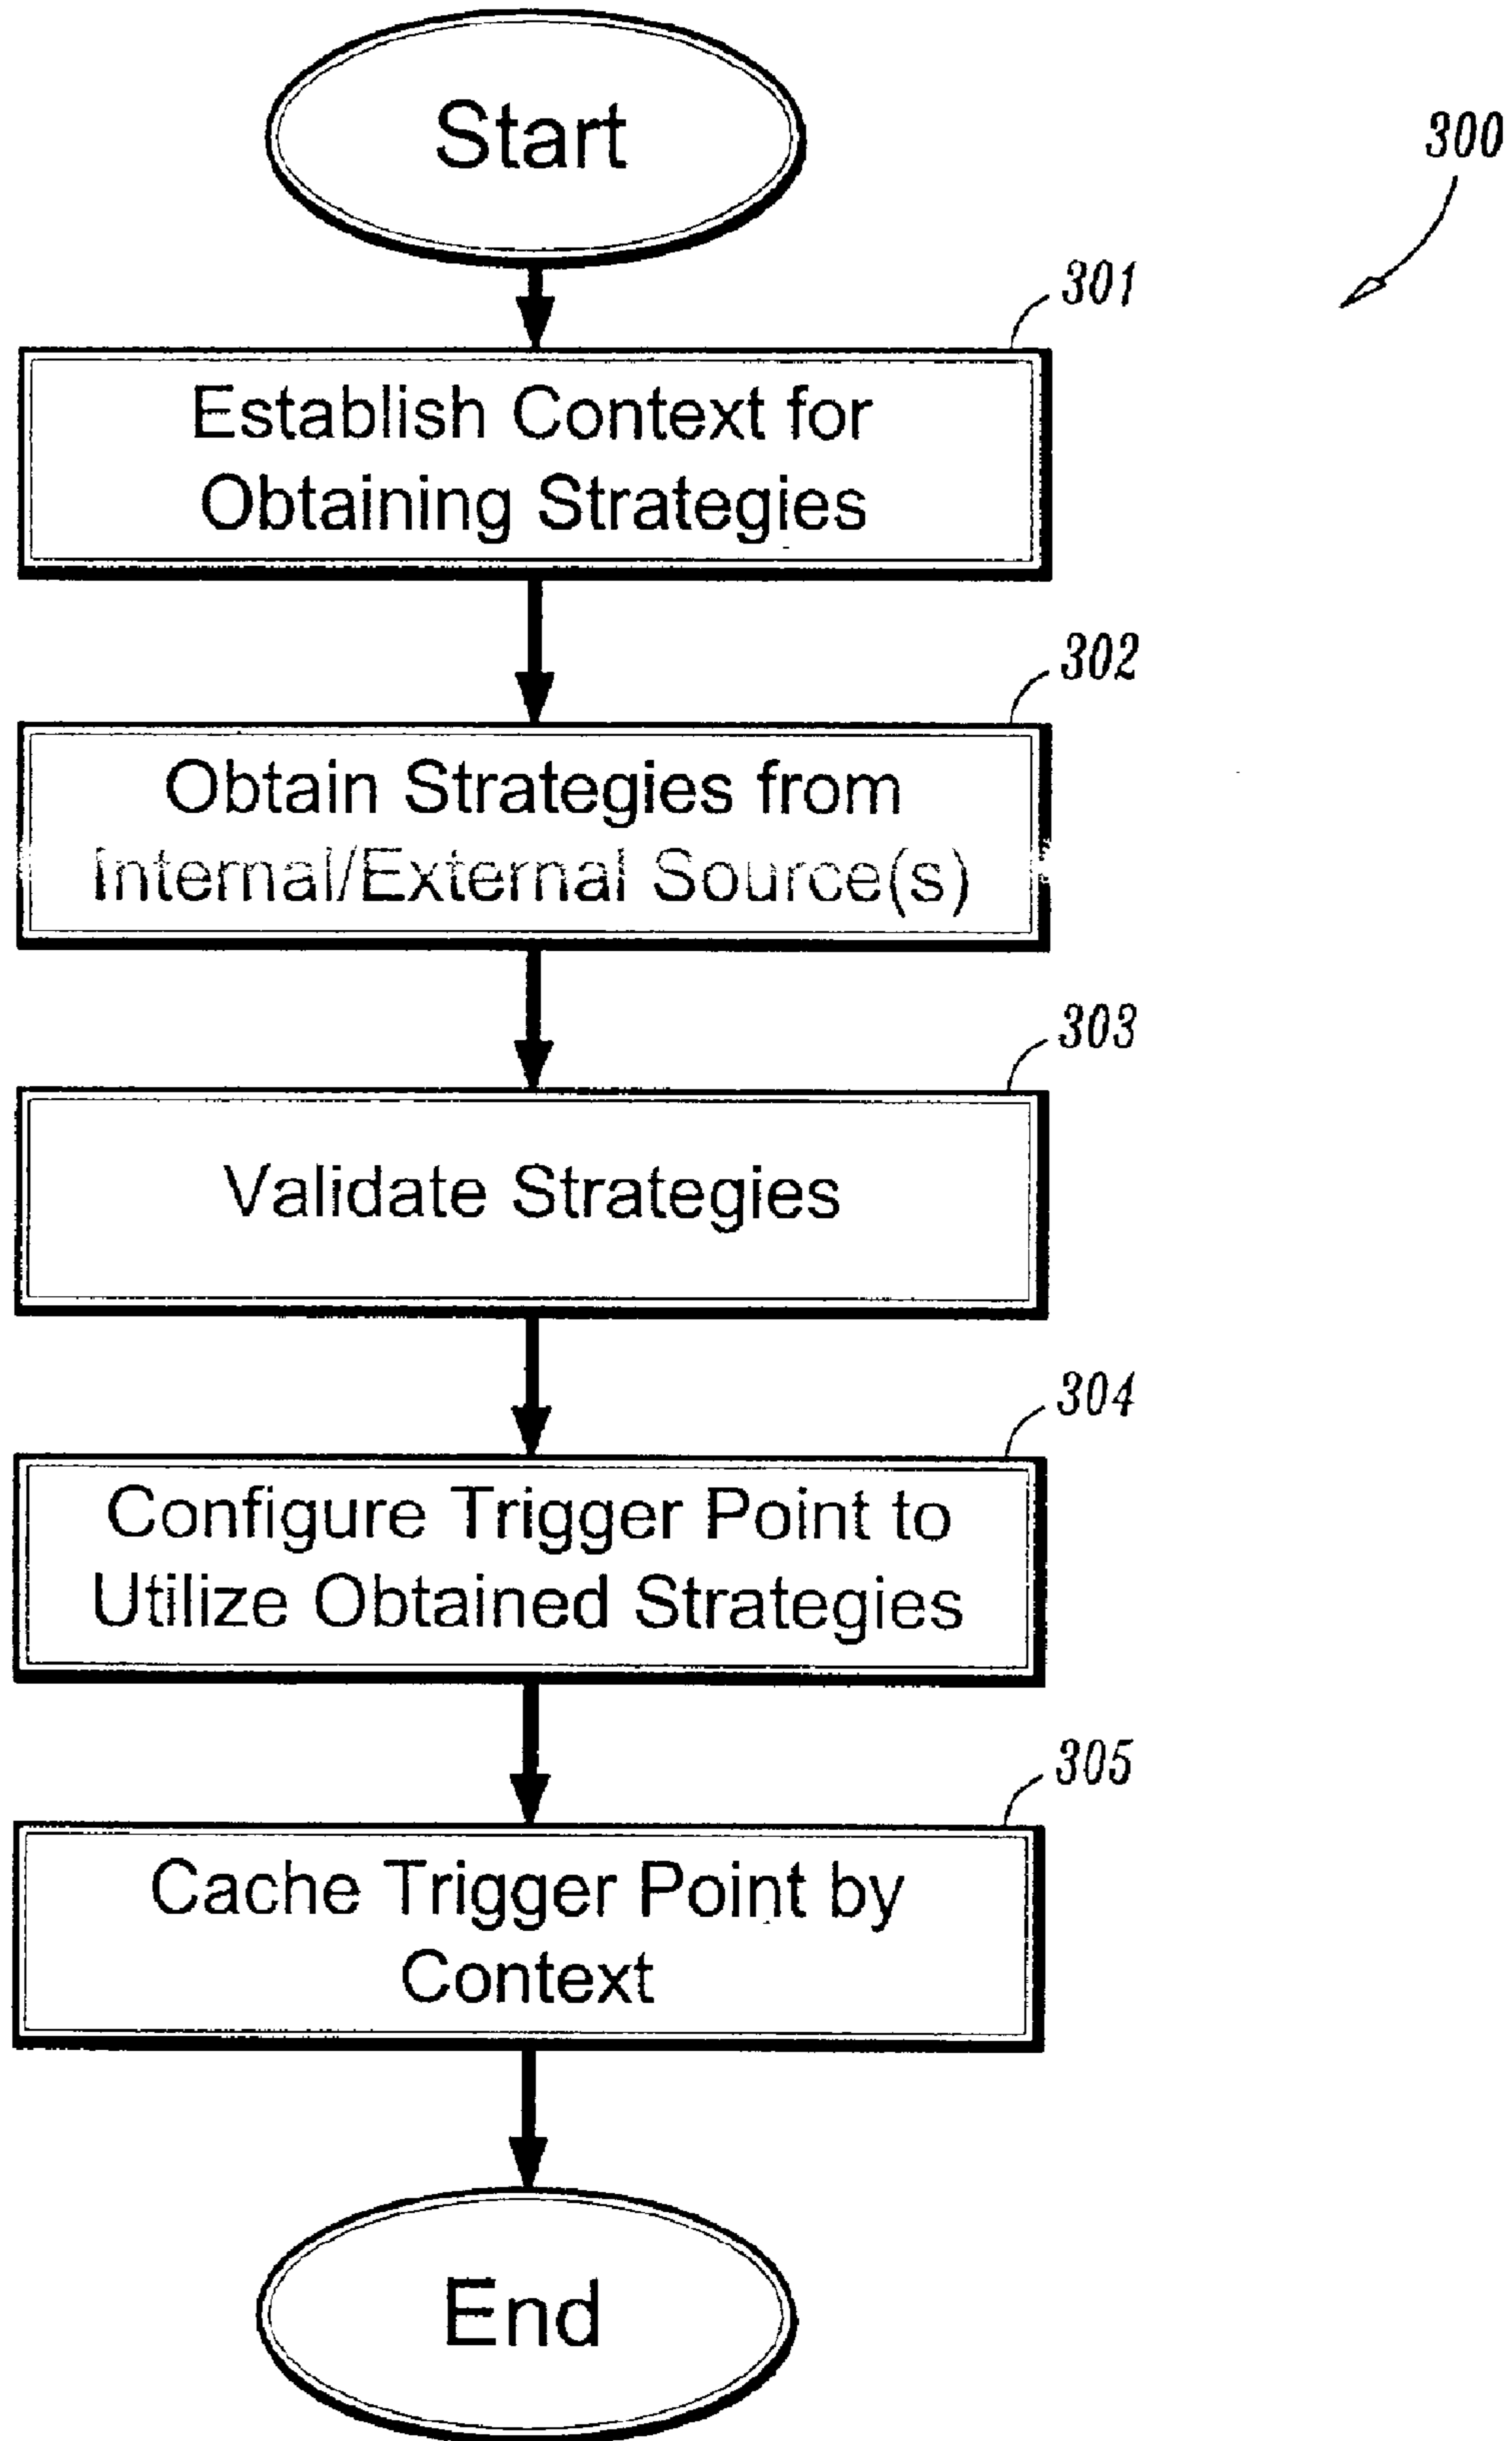 Start
300
301
Establish Context for
Obtaining Strategies
302
Obtain Strategies from
Internal/External Source(s)
303
Validate Strategies
304
Configure Trigger Point to
Utilize Obtained Strategies
305
Cache Trigger Point by
Context
End